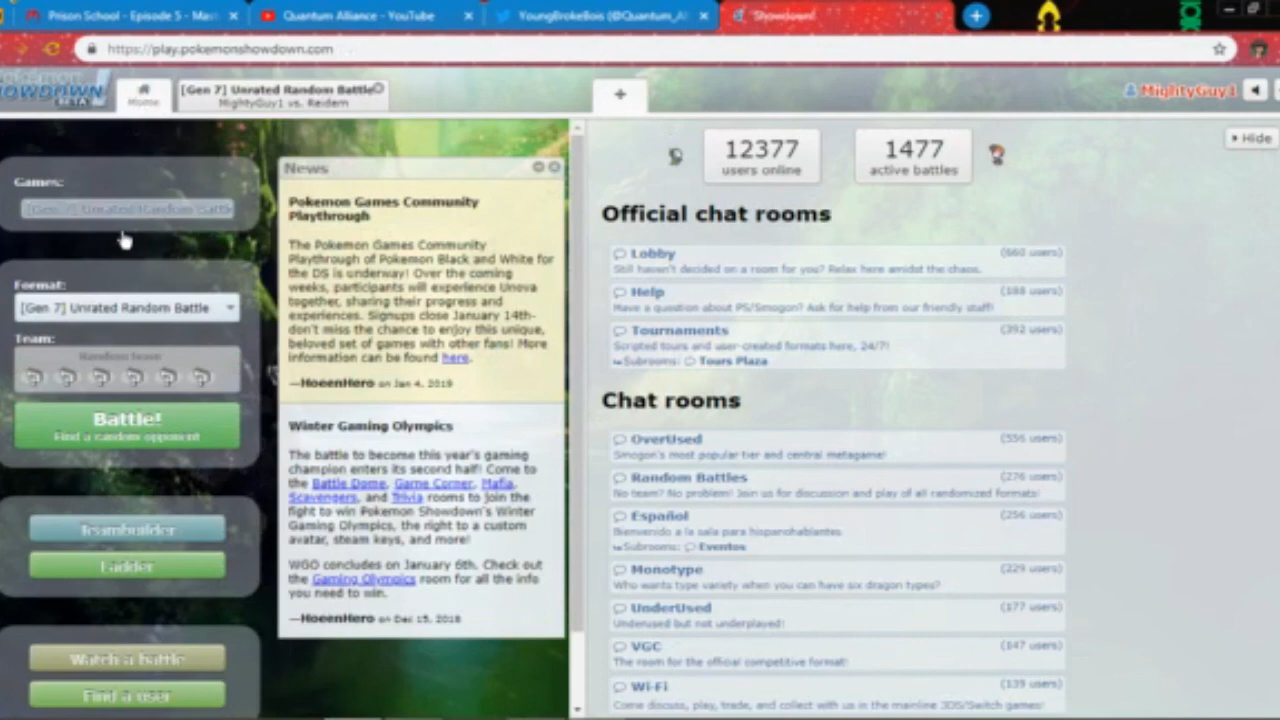 Prison School - Episode 5 - Mas
Quantum Alliance - YouTube
YoungBrokeBois (@Quantum_Al
Showdown!
https://play.pokemonshowdown.com
SHOWDOWN!
BETA
Home
[Gen 7] Unrated Random Battle
MightyGuy1 vs. Reidem
+
MightyGuy1
Games:
[Gen 7] Unrated Random Battle
Format:
[Gen 7] Unrated Random Battle
Team:
Random team
Battle!
Find a random opponent
Teambuilder
Ladder
Watch a battle
Find a user
News
Pokemon Games Community
Playthrough
The Pokemon Games Community
Playthrough of Pokemon Black and White for
the DS is underway! Over the coming
weeks, participants will experience Unova
together, sharing their progress and
experiences. Signups close January 14th-
don't miss the chance to enjoy this unique,
beloved set of games with other fans! More
information can be found here.
—HoeenHero on Jan 4, 2019
Winter Gaming Olympics
The battle to become this year's gaming
champion enters its second half! Come to
the Battle Dome, Game Corner, Mafia,
Scavengers, and Trivia rooms to join the
fight to win Pokemon Showdown's Winter
Gaming Olympics, the right to a custom
avatar, steam keys, and more!
WGO concludes on January 6th. Check out
the Gaming Olympics room for all the info
you need to win.
—HoeenHero on Dec 15, 2018
12377
users online
1477
active battles
Hide
Official chat rooms
Lobby (660 users)
Still haven't decided on a room for you? Relax here amidst the chaos.
Help (188 users)
Have a question about PS/Smogon? Ask for help from our friendly staff!
Tournaments (392 users)
Scripted tours and user-created formats here, 24/7!
Subrooms: Tours Plaza
Chat rooms
OverUsed (556 users)
Smogon's most popular tier and central metagame!
Random Battles (276 users)
No team? No problem! Join us for discussion and play of all randomized formats!
Español (256 users)
Bienvenido a la sala para hispanohablantes
Subrooms: Eventos
Monotype (229 users)
Who wants type variety when you can have six dragon types?
UnderUsed (177 users)
Underused but not underplayed!
VGC (147 users)
The room for the official competitive format!
Wi-Fi (139 users)
Come discuss, play, trade, and collect with us in the mainline 3DS/Switch games!